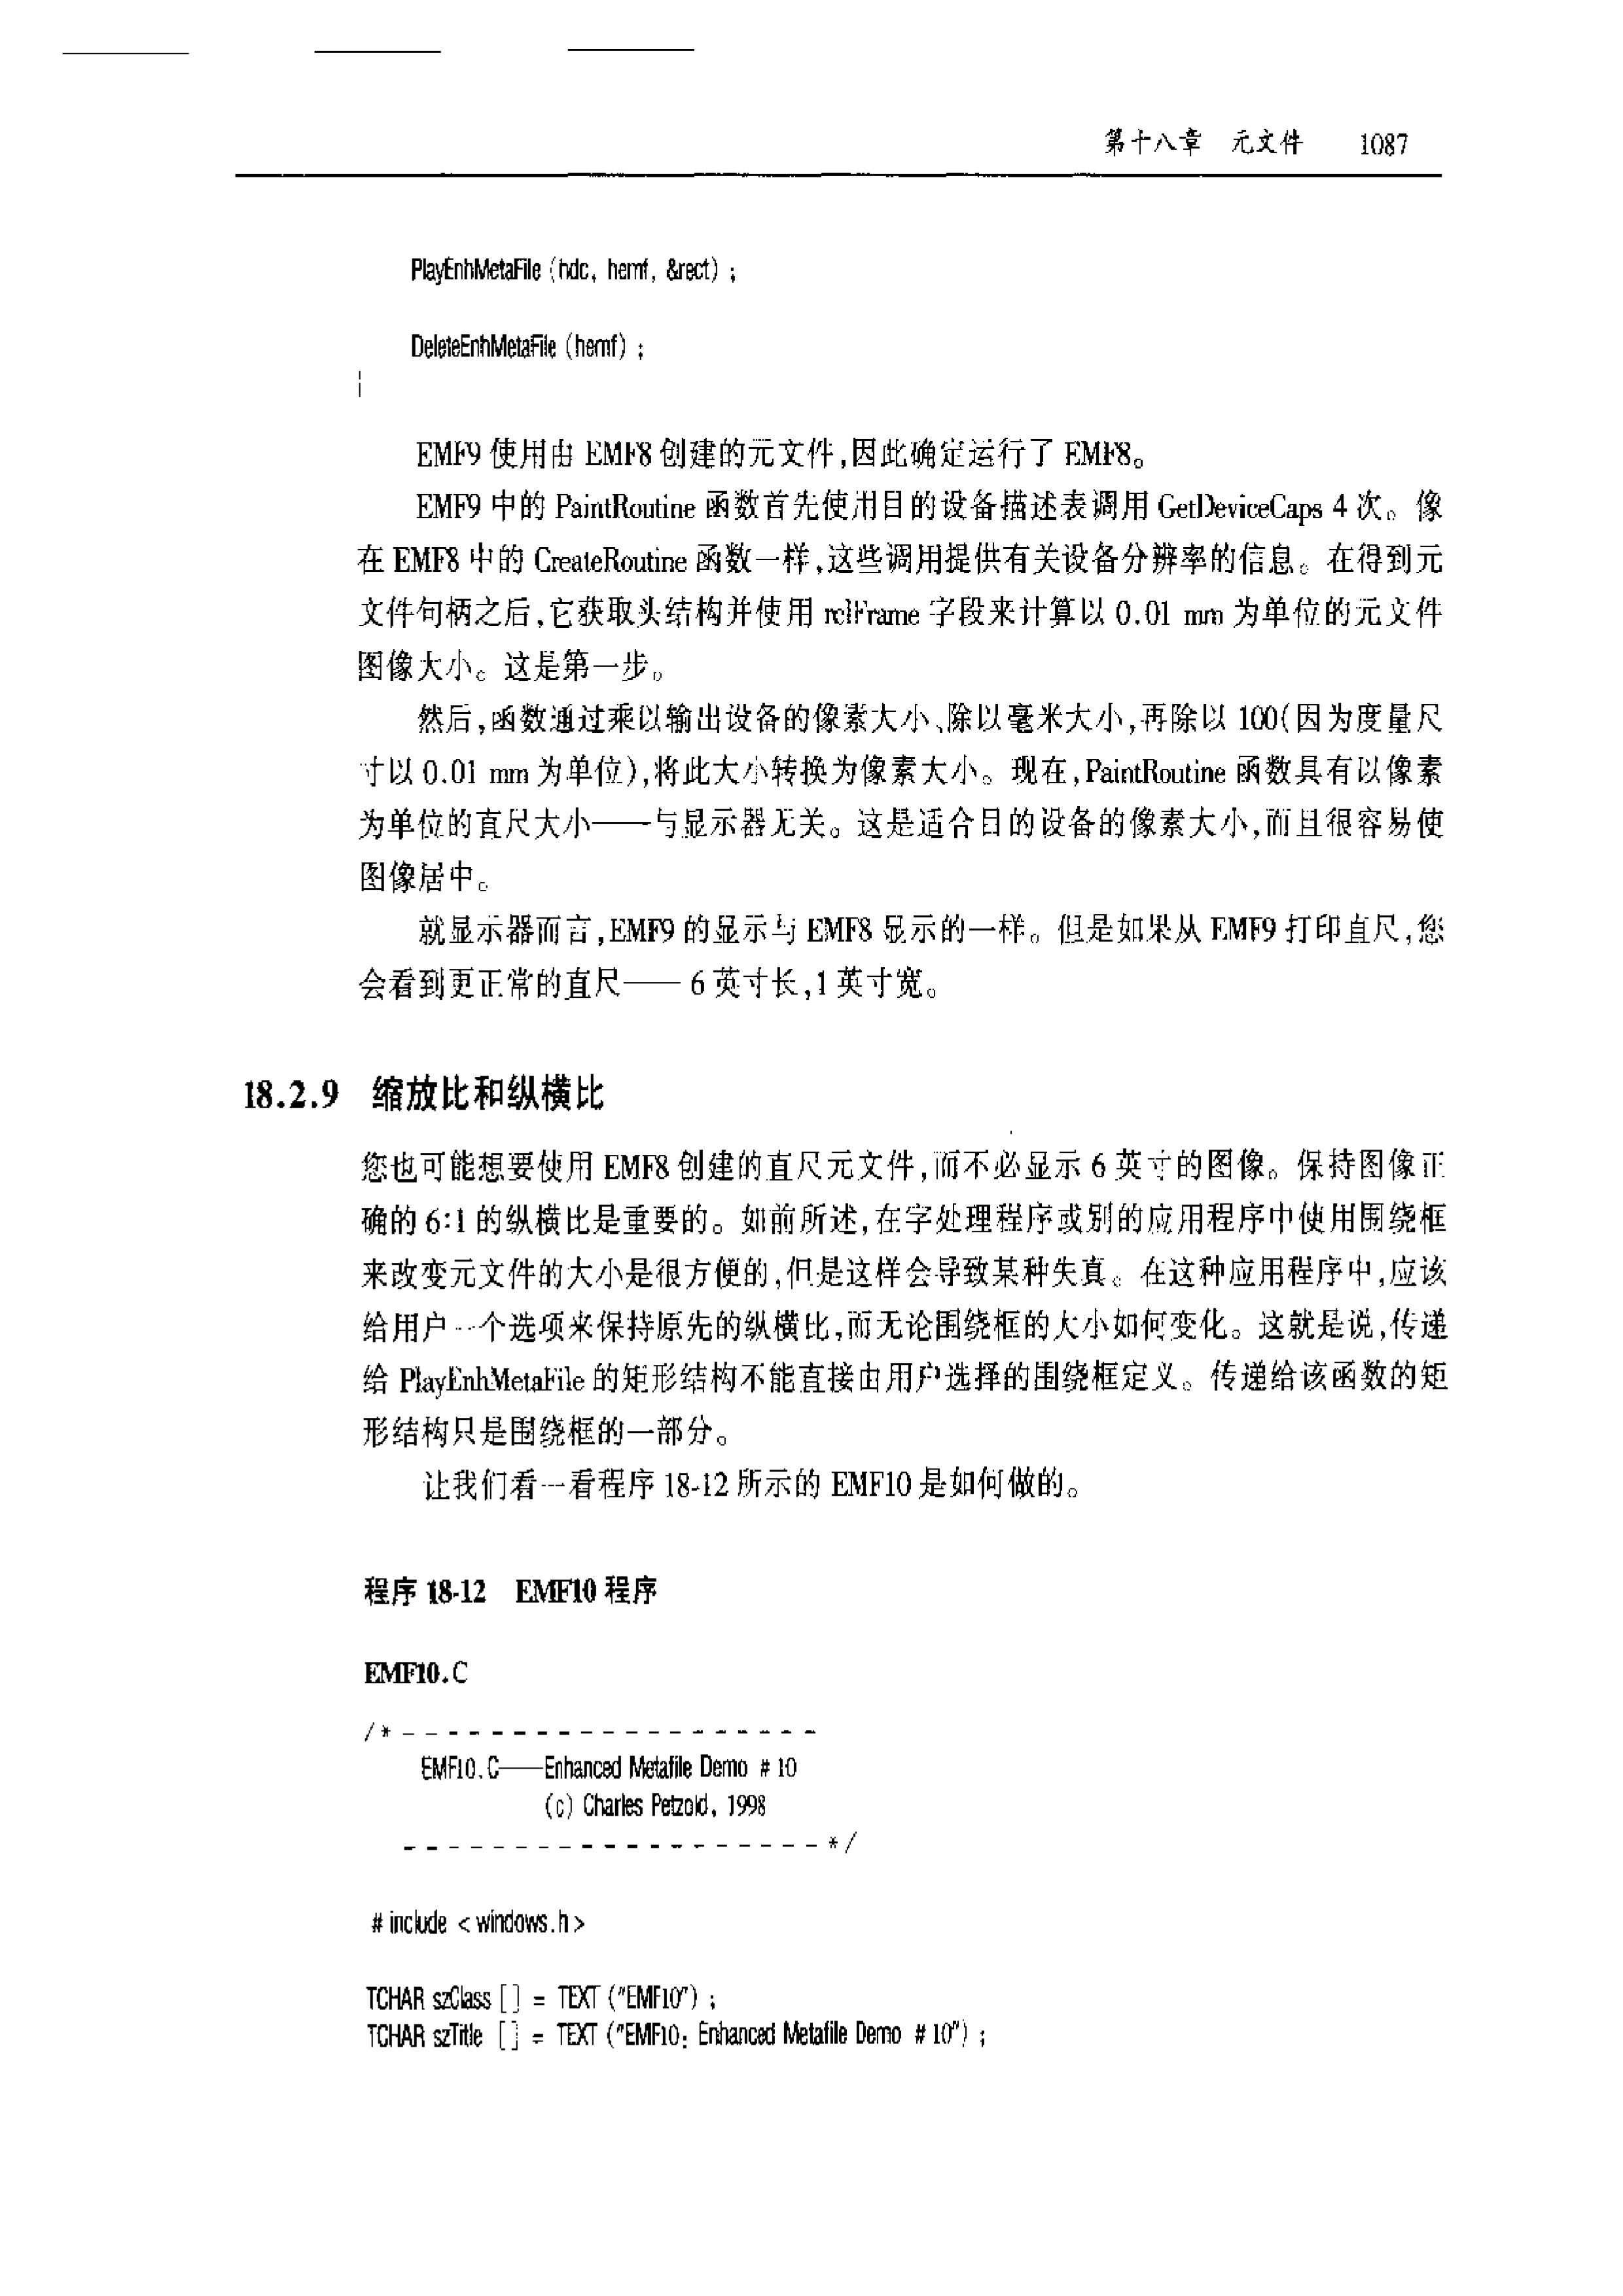 第十八章 元文件 1087
PlayEnhMetaFile (hdc, hemf, &rect) ;
DeleteEnhMetaFile (hemf) ;
}
EMF9 使用由 EMF8 创建的元文件,因此确定运行了 EMF8。
EMF9 中的 PaintRoutine 函数首先使用目的设备描述表调用 GetDeviceCaps 4 次。像
在 EMF8 中的 CreateRoutine 函数一样,这些调用提供有关设备分辨率的信息。在得到元
文件句柄之后,它获取头结构并使用 rclFrame 字段来计算以 0.01 mm 为单位的元文件
图像大小。这是第一步。
然后,函数通过乘以输出设备的像素大小、除以毫米大小,再除以 100(因为度量尺
寸以 0.01 mm 为单位),将此大小转换为像素大小。现在,PaintRoutine 函数具有以像素
为单位的直尺大小——与显示器无关。这是适合目的设备的像素大小,而且很容易使
图像居中。
就显示器而言,EMF9 的显示与 EMF8 显示的一样。但是如果从 EMF9 打印直尺,您
会看到更正常的直尺——6 英寸长,1 英寸宽。
18.2.9 缩放比和纵横比
您也可能想要使用 EMF8 创建的直尺元文件,而不必显示 6 英寸的图像。保持图像正
确的 6:1 的纵横比是重要的。如前所述,在字处理程序或别的应用程序中使用围绕框
来改变元文件的大小是很方便的,但是这样会导致某种失真。在这种应用程序中,应该
给用户一个选项来保持原先的纵横比,而无论围绕框的大小如何变化。这就是说,传递
给 PlayEnhMetaFile 的矩形结构不能直接由用户选择的围绕框定义。传递给该函数的矩
形结构只是围绕框的一部分。
让我们看一看程序 18-12 所示的 EMF10 是如何做的。
程序 18-12 EMF10 程序
EMF10.C
/* - - - - - - - - - - - - - - - - - - -
EMF10.C——Enhanced Metafile Demo # 10
(c) Charles Petzold, 1998
- - - - - - - - - - - - - - - - - - - */
# include < windows.h >
TCHAR szClass [ ] = TEXT ("EMF10") ;
TCHAR szTitle [ ] = TEXT ("EMF10: Enhanced Metafile Demo # 10") ;